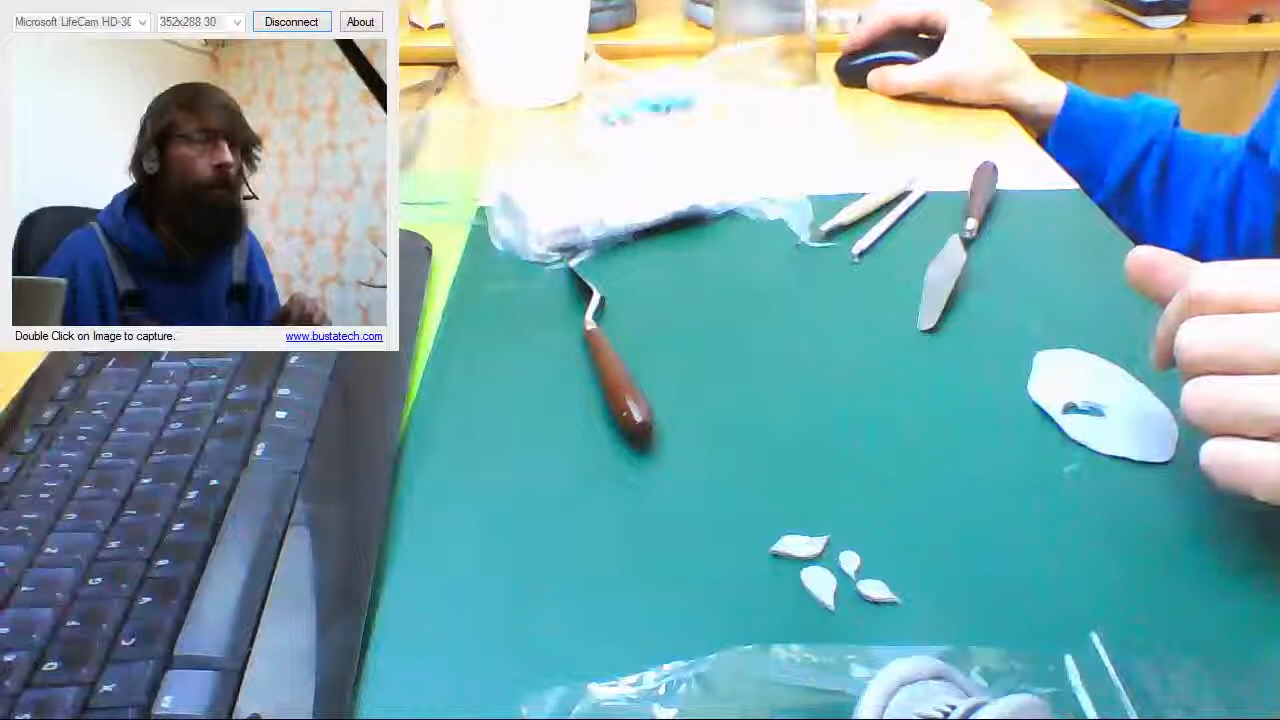 Microsoft LifeCam HD-30 352x288 30 Disconnect About
Double Click on Image to capture. www.bustatech.com